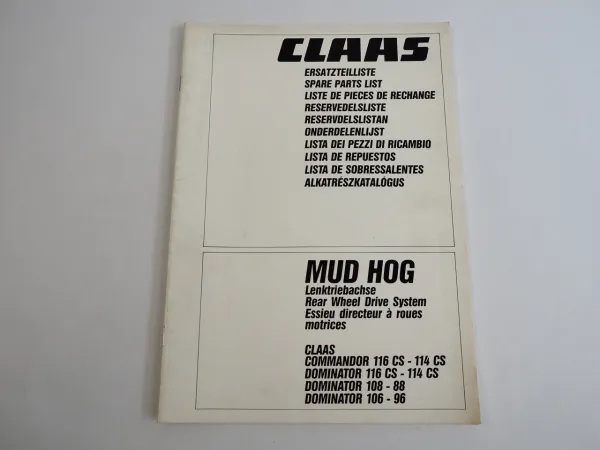 CLAAS
ERSATZTEILLISTE
SPARE PARTS LIST
LISTE DE PIECES DE RECHANGE
RESERVEDELSLISTE
RESERVDELSLISTAN
ONDERDELENLIJST
LISTA DEI PEZZI DI RICAMBIO
LISTA DE REPUESTOS
LISTA DE SOBRESSALENTES
ALKATRÉSZKATALÓGUS
MUD HOG
Lenktriebachse
Rear Wheel Drive System
Essieu directeur à roues
motrices
CLAAS
COMMANDOR 116 CS - 114 CS
DOMINATOR 116 CS - 114 CS
DOMINATOR 108 - 88
DOMINATOR 106 - 96